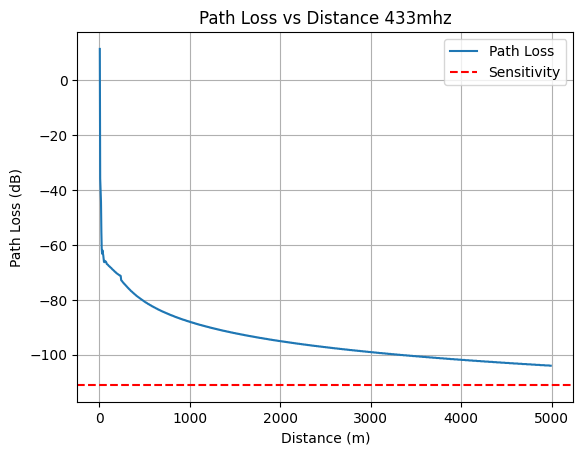 Path Loss vs Distance 433mhz
Path Loss
Sensitivity
Path Loss (dB)
0
−20
−40
−60
−80
−100
0 1000 2000 3000 4000 5000
Distance (m)